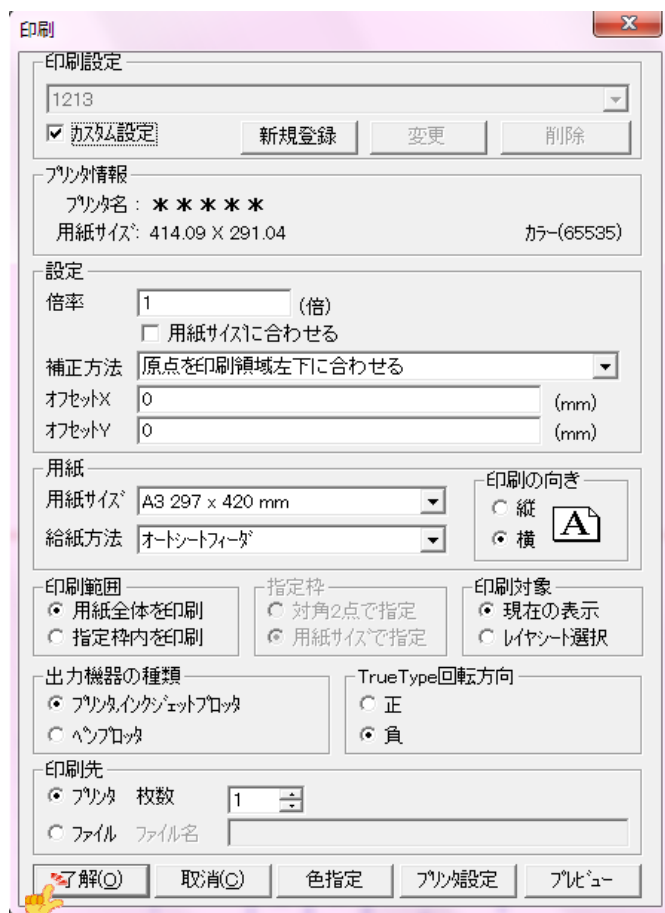 印刷
印刷設定
1213
カスタム設定 新規登録 変更 削除
プリンタ情報
プリンタ名 : *****
用紙サイズ: 414.09 X 291.04 カラー(65535)
設定
倍率 1 (倍)
用紙サイズに合わせる
補正方法 原点を印刷領域左下に合わせる
オフセットX 0 (mm)
オフセットY 0 (mm)
用紙 印刷の向き
用紙サイズ A3 297 x 420 mm 縦
給紙方法 オートシートフィーダ 横 A
印刷範囲 指定枠 印刷対象
用紙全体を印刷 対角2点で指定 現在の表示
指定枠内を印刷 用紙サイズで指定 レイヤシート選択
出力機器の種類 TrueType回転方向
プリンタ,インクジェットプロッタ 正
ペンプロッタ 負
印刷先
プリンタ 枚数 1
ファイル ファイル名
了解(O) 取消(C) 色指定 プリンタ設定 プレビュー